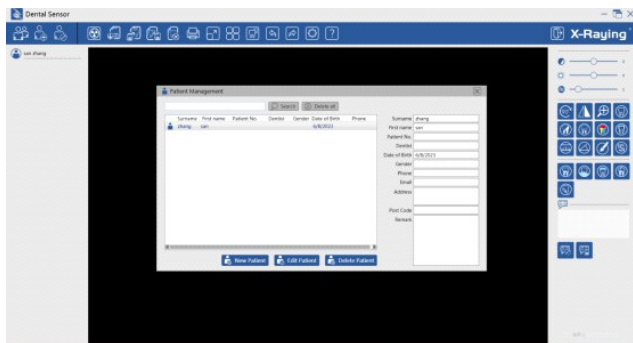 Dental Sensor
X-Raying
san zhang
Patient Management
Search Delete all
Surname First name Patient No. Dentist Gender Date of Birth Phone
zhang san 6/8/2023
Surname zhang
First name san
Patient No.
Dentist
Date of Birth 6/8/2023
Gender
Phone
Email
Address
Post Code
Remark
New Patient Edit Patient Delete Patient